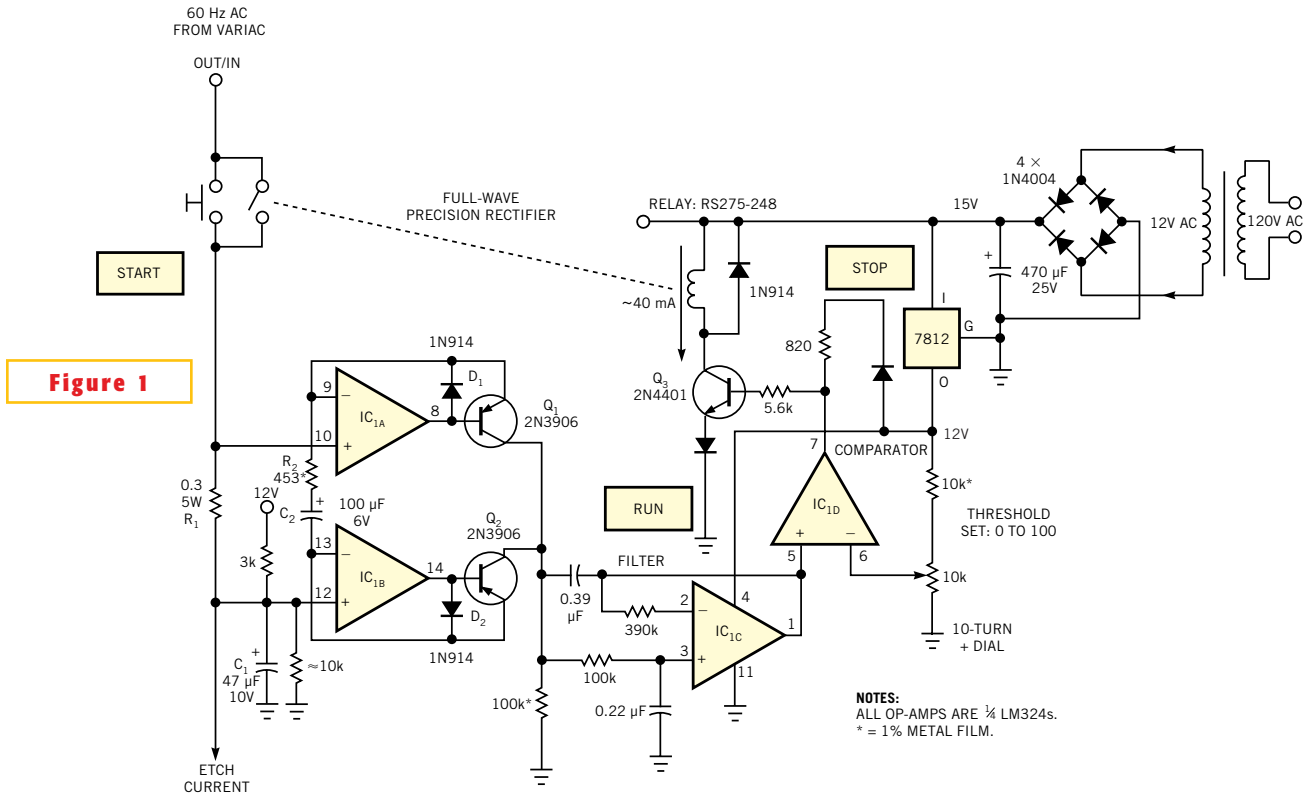 60 Hz AC
FROM VARIAC
OUT/IN
START
Figure 1
FULL-WAVE
PRECISION RECTIFIER
RELAY: RS275-248
15V
4 ×
1N4004
12V AC
120V AC
~40 mA
1N914
STOP
+
470 µF
25V
I
7812
G
O
820
Q3
2N4401
5.6k
12V
7
COMPARATOR
IC1D
+
−
5
6
10k*
THRESHOLD
SET: 0 TO 100
10k
10-TURN
+ DIAL
RUN
1N914
D1
9
−
IC1A
8
10
+
Q1
2N3906
R2
453*
0.3
5W
R1
12V
+
C2
100 µF
6V
3k
13
−
IC1B
14
12
+
Q2
2N3906
D2
1N914
+
C1
47 µF
10V
≈10k
FILTER
0.39
µF
390k
2
−
4
IC1C
1
3
+
11
100k
100k*
0.22 µF
NOTES:
ALL OP-AMPS ARE ¼ LM324s.
* = 1% METAL FILM.
ETCH
CURRENT